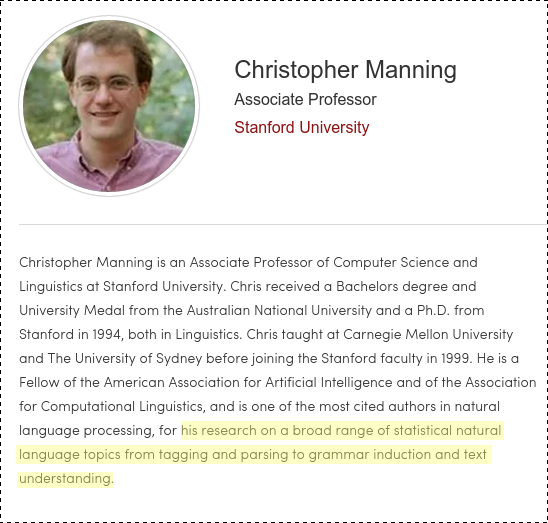 Christopher Manning
Associate Professor
Stanford University
Christopher Manning is an Associate Professor of Computer Science and
Linguistics at Stanford University. Chris received a Bachelors degree and
University Medal from the Australian National University and a Ph.D. from
Stanford in 1994, both in Linguistics. Chris taught at Carnegie Mellon University
and The University of Sydney before joining the Stanford faculty in 1999. He is a
Fellow of the American Association for Artificial Intelligence and of the Association
for Computational Linguistics, and is one of the most cited authors in natural
language processing, for his research on a broad range of statistical natural
language topics from tagging and parsing to grammar induction and text
understanding.